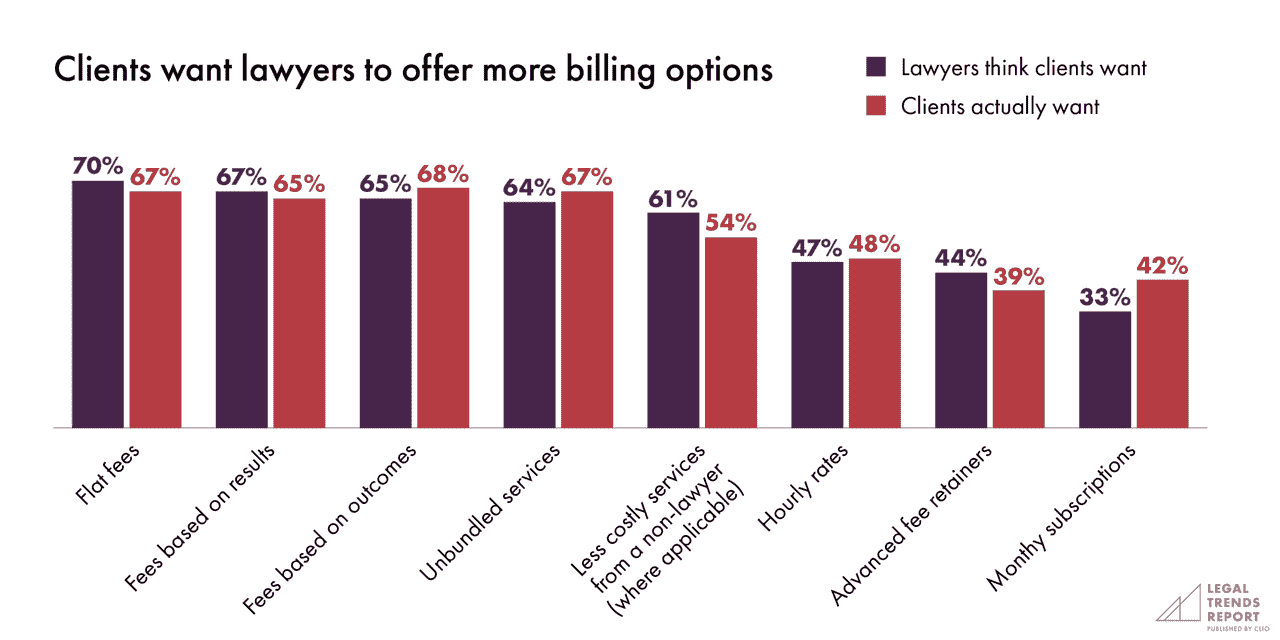 Clients want lawyers to offer more billing options
Lawyers think clients want
Clients actually want
70%
67%
67%
65%
65%
68%
64%
67%
61%
54%
47%
48%
44%
39%
33%
42%
Flat fees
Fees based on results
Fees based on outcomes
Unbundled services
Less costly services
from a non-lawyer
(where applicable)
Hourly rates
Advanced fee retainers
Monthy subscriptions
LEGAL
TRENDS
REPORT
PUBLISHED BY CLIO